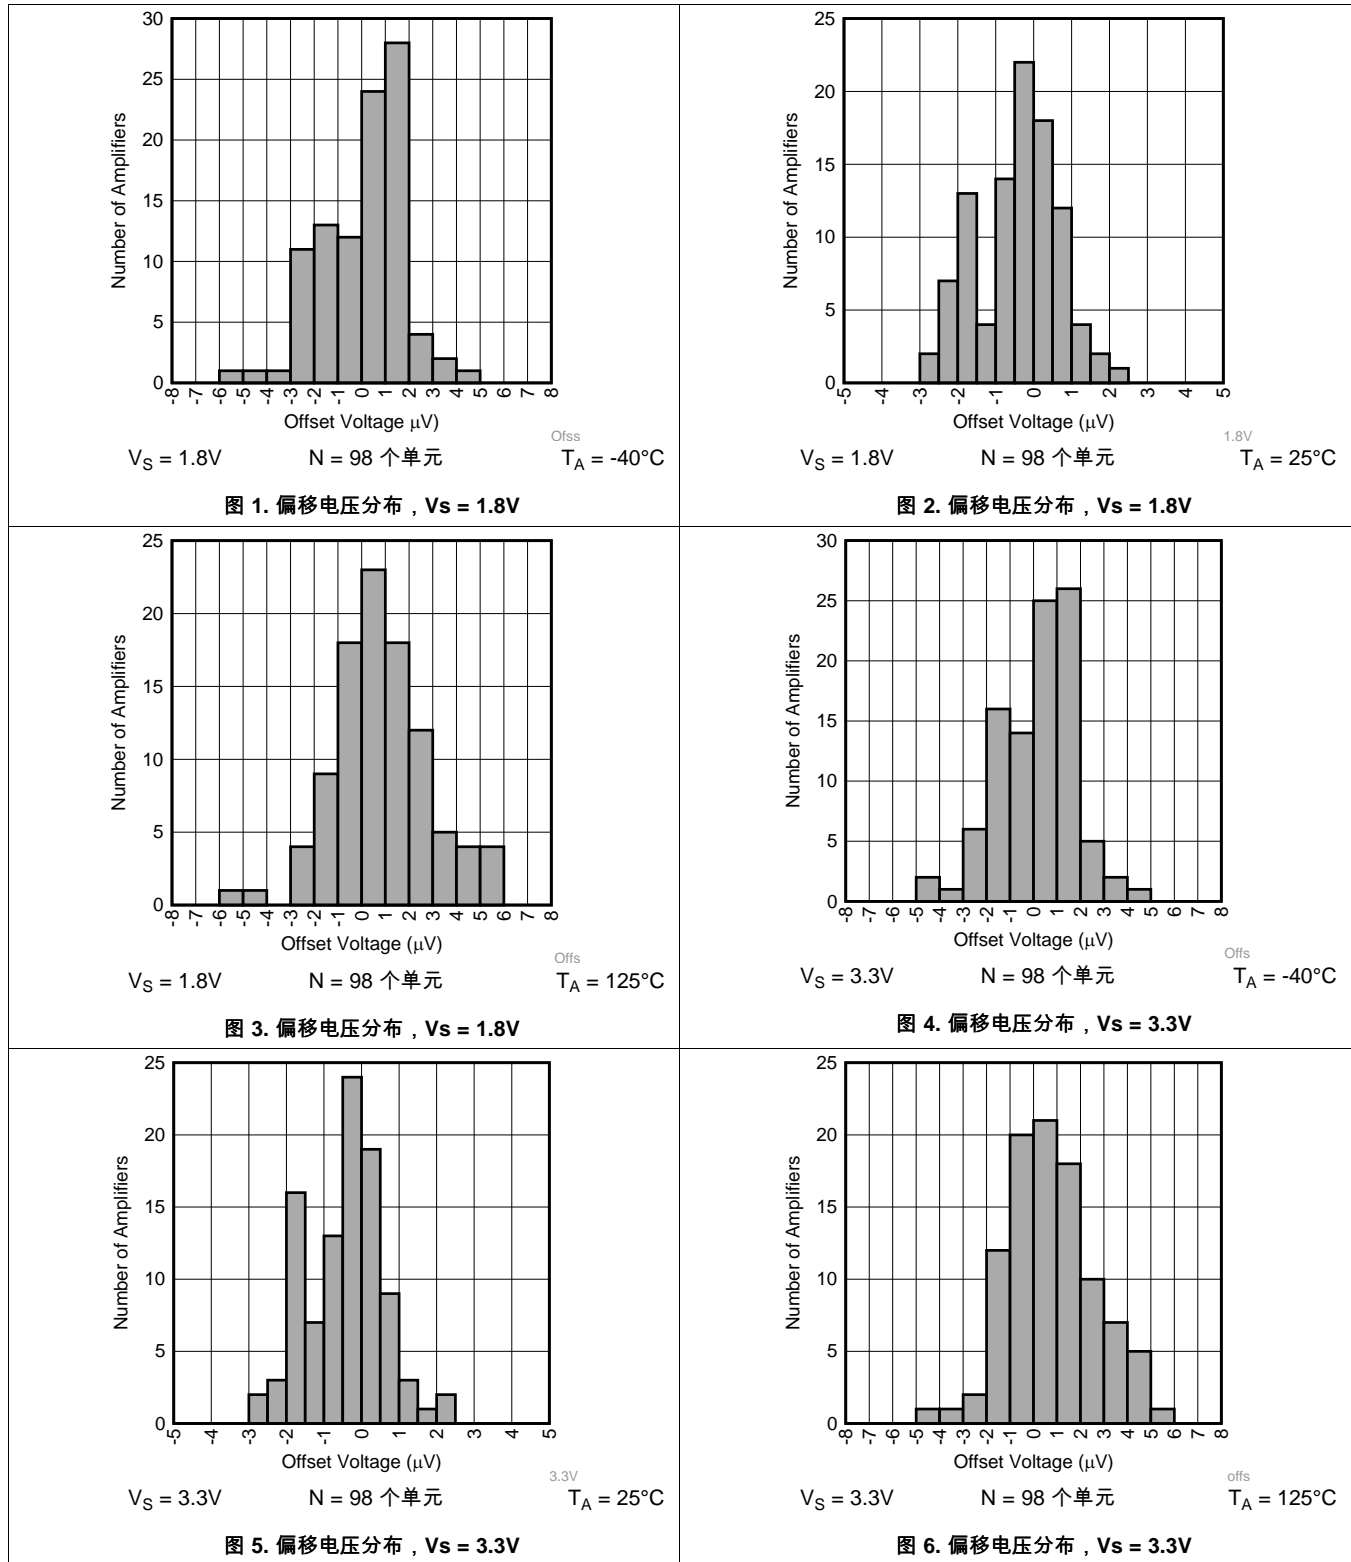 30
25
20
15
10
5
0
Number of Amplifiers
-8 -7 -6 -5 -4 -3 -2 -1 0 1 2 3 4 5 6 7 8
Offset Voltage μV)
Ofss
VS = 1.8V N = 98 个单元 TA = -40°C
图 1. 偏移电压分布，Vs = 1.8V
25
20
15
10
5
0
Number of Amplifiers
-5 -4 -3 -2 -1 0 1 2 3 4 5
Offset Voltage (μV)
1.8V
VS = 1.8V N = 98 个单元 TA = 25°C
图 2. 偏移电压分布，Vs = 1.8V
25
20
15
10
5
0
Number of Amplifiers
-8 -7 -6 -5 -4 -3 -2 -1 0 1 2 3 4 5 6 7 8
Offset Voltage (μV)
Offs
VS = 1.8V N = 98 个单元 TA = 125°C
图 3. 偏移电压分布，Vs = 1.8V
30
25
20
15
10
5
0
Number of Amplifiers
-8 -7 -6 -5 -4 -3 -2 -1 0 1 2 3 4 5 6 7 8
Offset Voltage (μV)
Offs
VS = 3.3V N = 98 个单元 TA = -40°C
图 4. 偏移电压分布，Vs = 3.3V
25
20
15
10
5
0
Number of Amplifiers
-5 -4 -3 -2 -1 0 1 2 3 4 5
Offset Voltage (μV)
3.3V
VS = 3.3V N = 98 个单元 TA = 25°C
图 5. 偏移电压分布，Vs = 3.3V
25
20
15
10
5
0
Number of Amplifiers
-8 -7 -6 -5 -4 -3 -2 -1 0 1 2 3 4 5 6 7 8
Offset Voltage (μV)
offs
VS = 3.3V N = 98 个单元 TA = 125°C
图 6. 偏移电压分布，Vs = 3.3V